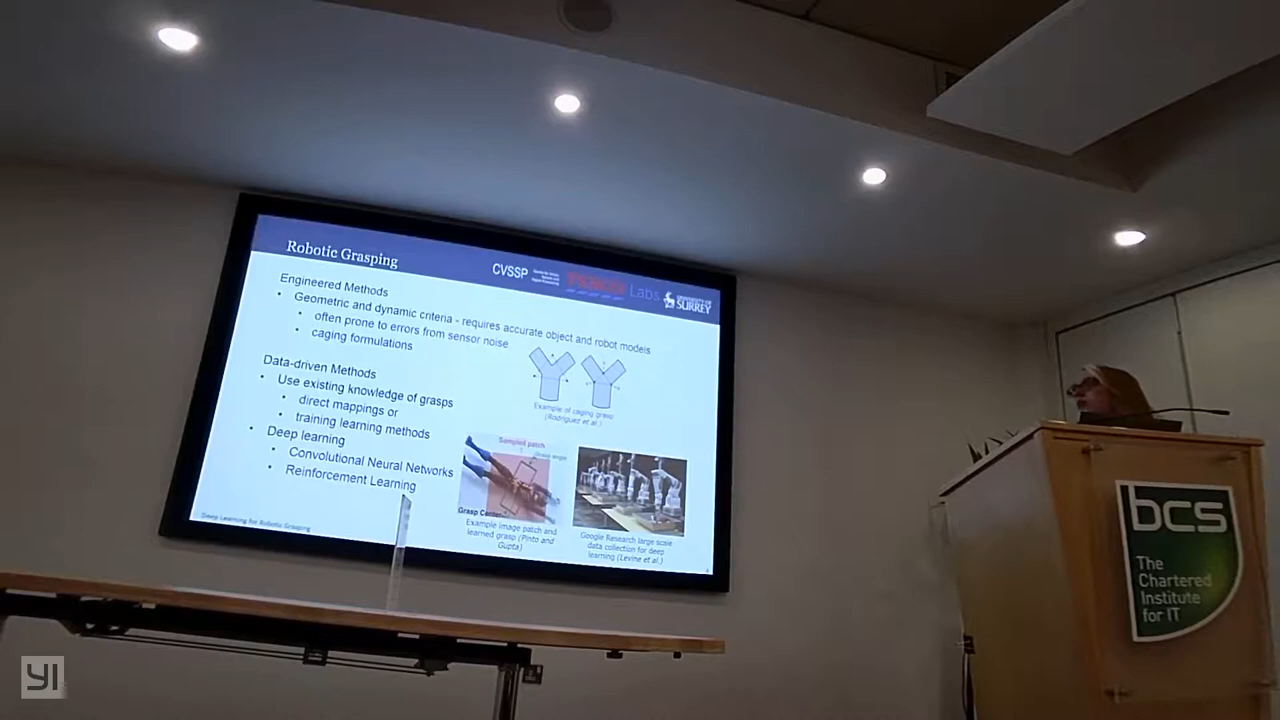 Robotic Grasping
CVSSP
Labs
UNIVERSITY OF
SURREY
Engineered Methods
• Geometric and dynamic criteria - requires accurate object and robot models
• often prone to errors from sensor noise
• caging formulations
Example of caging grasp
(Rodriguez et al.)
Data-driven Methods
• Use existing knowledge of grasps
• direct mappings or
• training learning methods
• Deep learning
• Convolutional Neural Networks
• Reinforcement Learning
Sampled patch
Grasp angle
Grasp Center
Example image patch and
learned grasp (Pinto and
Gupta)
Google Research large scale
data collection for deep
learning (Levine et al.)
Deep Learning for Robotic Grasping
bcs
The
Chartered
Institute
for IT
YI